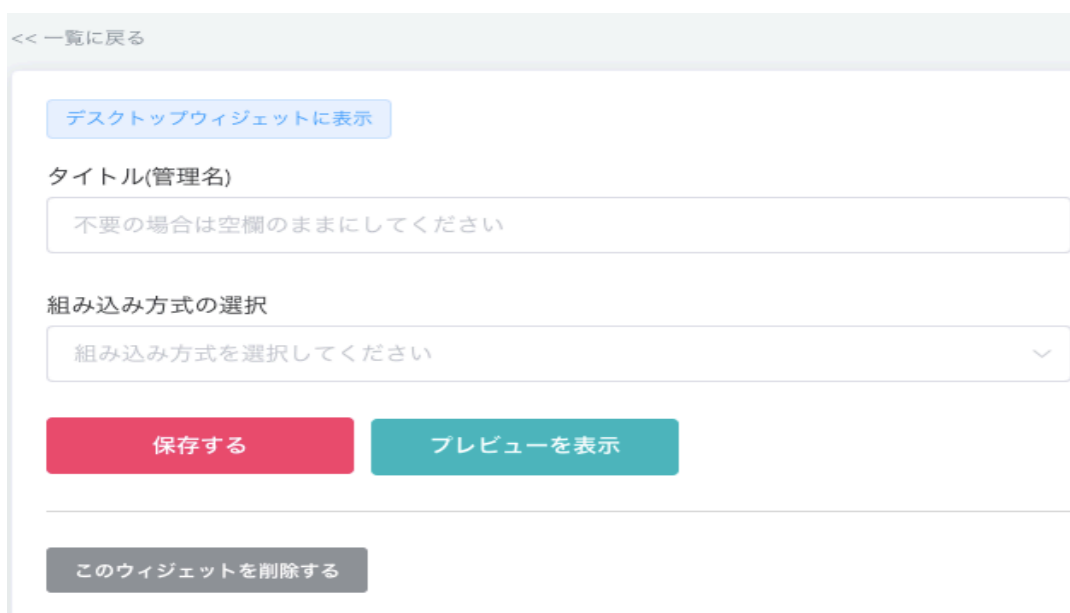 << 一覧に戻る
デスクトップウィジェットに表示
タイトル(管理名)
不要の場合は空欄のままにしてください
組み込み方式の選択
組み込み方式を選択してください
保存する プレビューを表示
このウィジェットを削除する